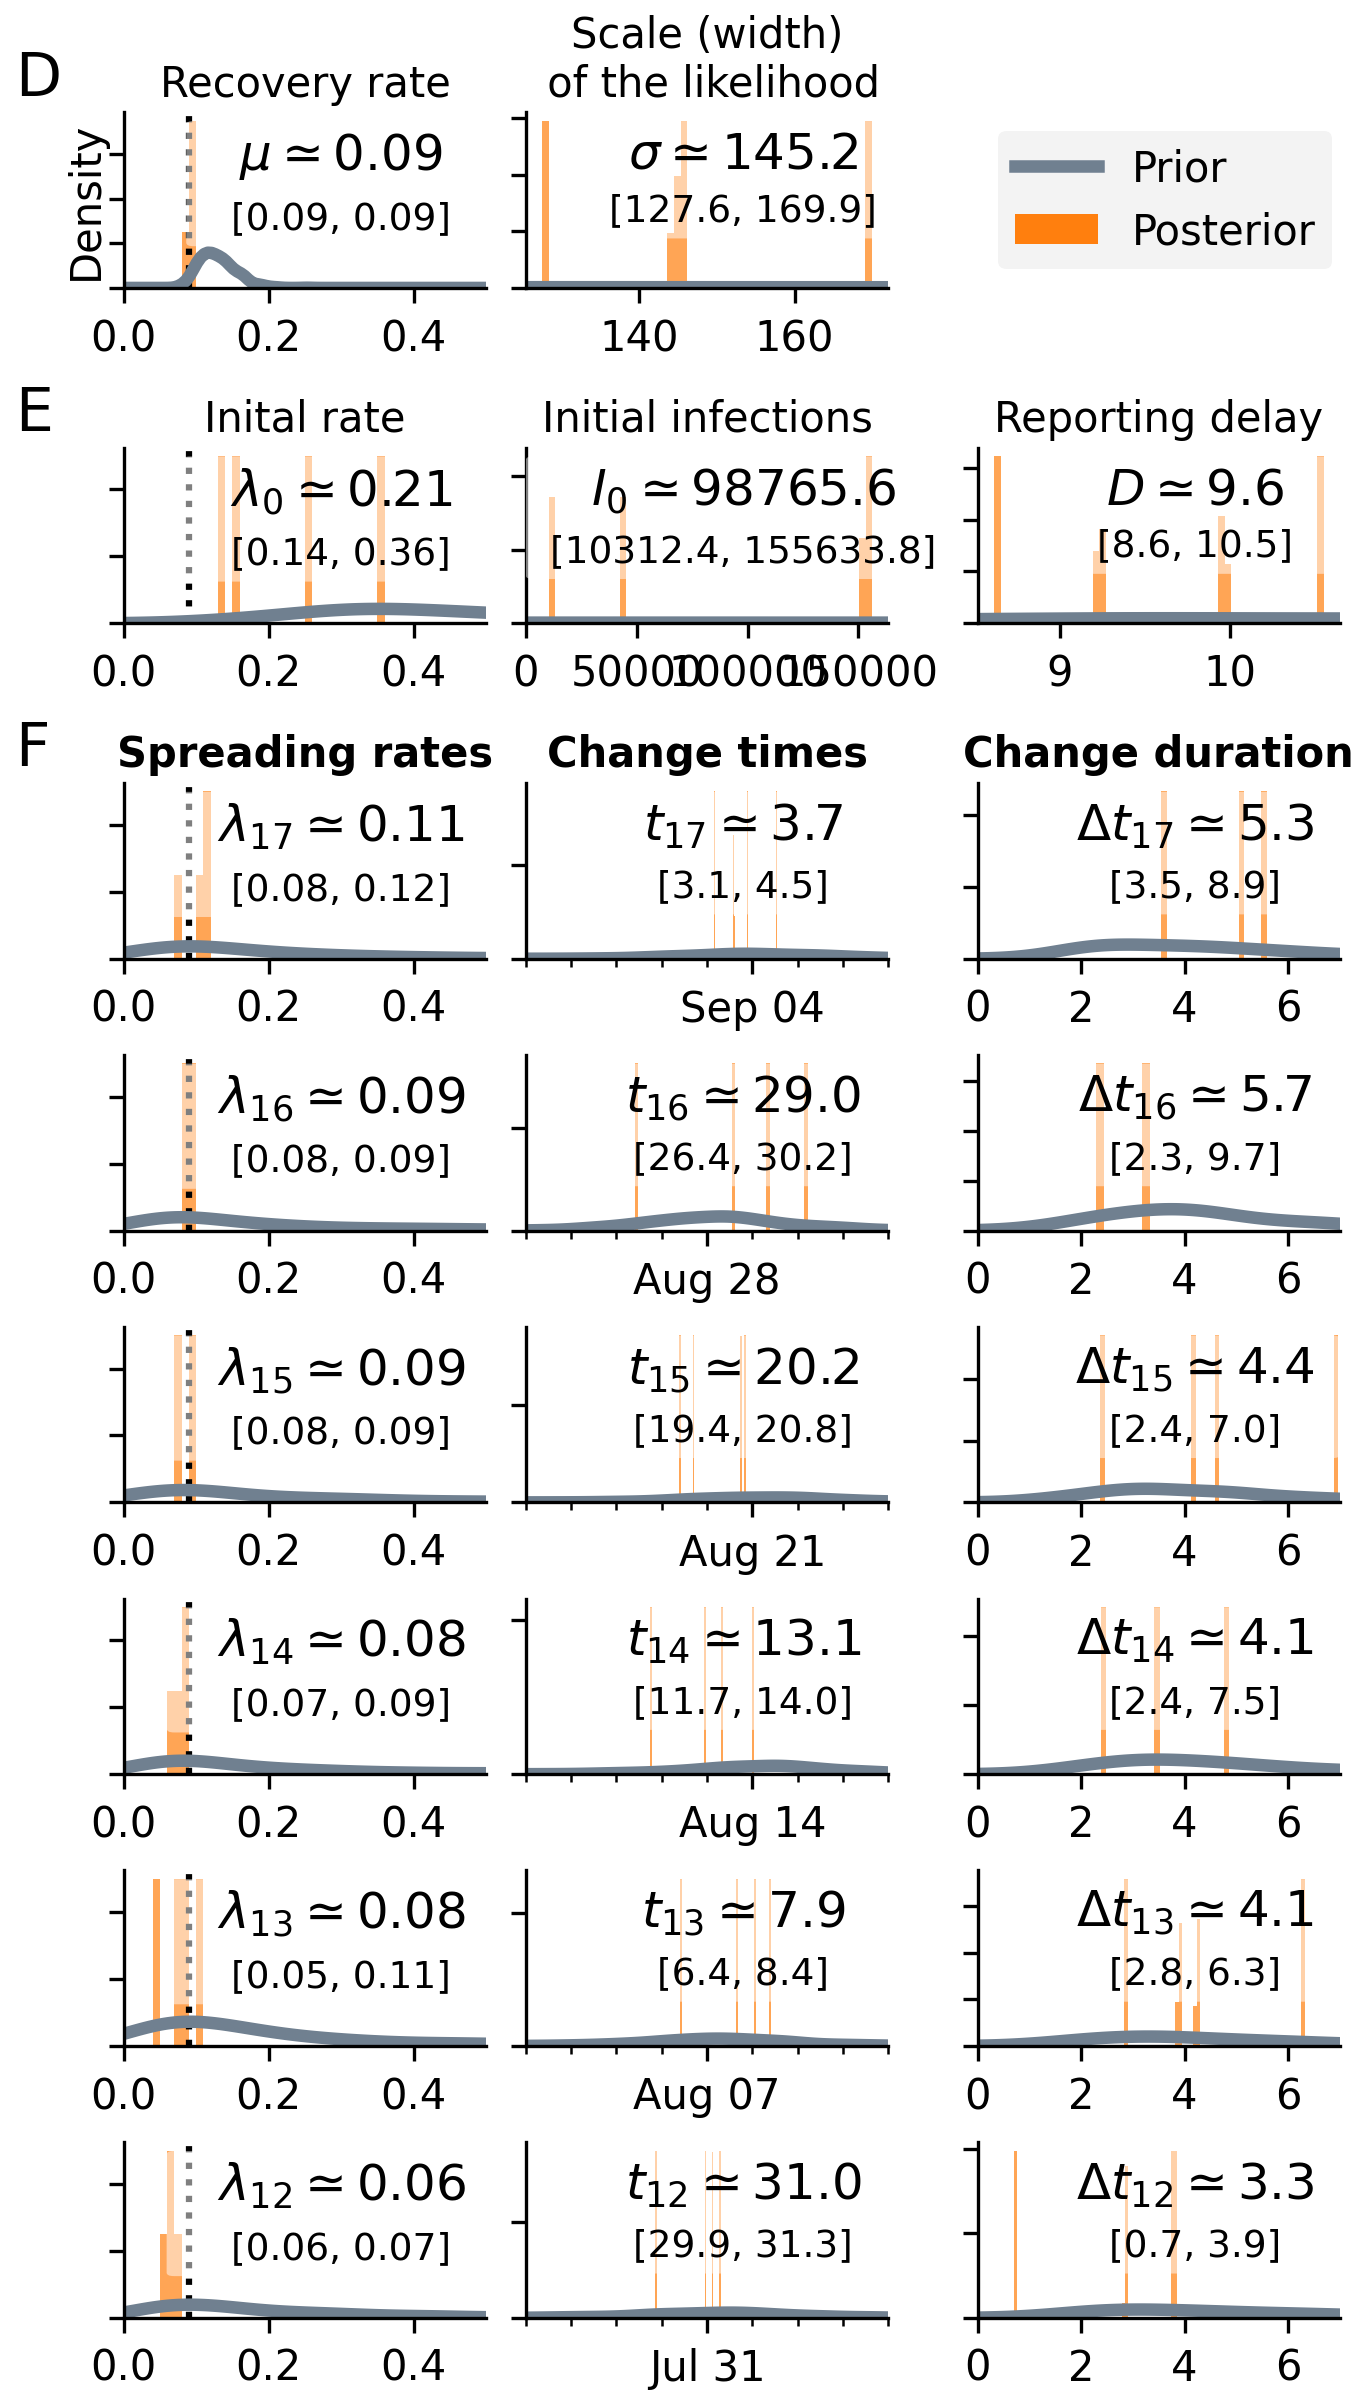 D
Recovery rate
Scale (width)
of the likelihood
Density
μ ≃ 0.09
[0.09, 0.09]
σ ≃ 145.2
[127.6, 169.9]
Prior
Posterior
0.0 0.2 0.4
140 160
E
Inital rate
Initial infections
Reporting delay
λ0 ≃ 0.21
[0.14, 0.36]
I0 ≃ 98765.6
[10312.4, 155633.8]
D ≃ 9.6
[8.6, 10.5]
0.0 0.2 0.4
0 50000 100000 150000
9 10
F
Spreading rates
Change times
Change duration
λ17 ≃ 0.11
[0.08, 0.12]
t17 ≃ 3.7
[3.1, 4.5]
Δt17 ≃ 5.3
[3.5, 8.9]
0.0 0.2 0.4
Sep 04
0 2 4 6
λ16 ≃ 0.09
[0.08, 0.09]
t16 ≃ 29.0
[26.4, 30.2]
Δt16 ≃ 5.7
[2.3, 9.7]
0.0 0.2 0.4
Aug 28
0 2 4 6
λ15 ≃ 0.09
[0.08, 0.09]
t15 ≃ 20.2
[19.4, 20.8]
Δt15 ≃ 4.4
[2.4, 7.0]
0.0 0.2 0.4
Aug 21
0 2 4 6
λ14 ≃ 0.08
[0.07, 0.09]
t14 ≃ 13.1
[11.7, 14.0]
Δt14 ≃ 4.1
[2.4, 7.5]
0.0 0.2 0.4
Aug 14
0 2 4 6
λ13 ≃ 0.08
[0.05, 0.11]
t13 ≃ 7.9
[6.4, 8.4]
Δt13 ≃ 4.1
[2.8, 6.3]
0.0 0.2 0.4
Aug 07
0 2 4 6
λ12 ≃ 0.06
[0.06, 0.07]
t12 ≃ 31.0
[29.9, 31.3]
Δt12 ≃ 3.3
[0.7, 3.9]
0.0 0.2 0.4
Jul 31
0 2 4 6